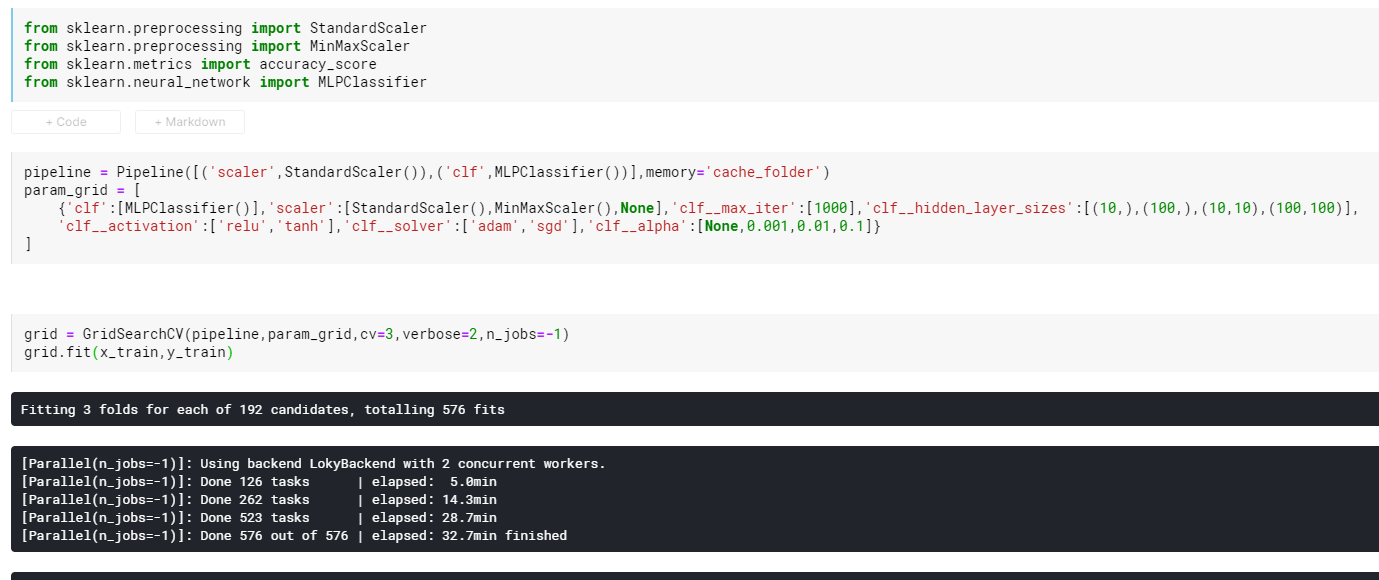 from sklearn.preprocessing import StandardScaler
from sklearn.preprocessing import MinMaxScaler
from sklearn.metrics import accuracy_score
from sklearn.neural_network import MLPClassifier
+ Code
+ Markdown
pipeline = Pipeline([('scaler',StandardScaler()),('clf',MLPClassifier())],memory='cache_folder')
param_grid = [
    {'clf':[MLPClassifier()],'scaler':[StandardScaler(),MinMaxScaler(),None],'clf__max_iter':[1000],'clf__hidden_layer_sizes':[(10,),(100,),(10,10),(100,100)],
    'clf__activation':['relu','tanh'],'clf__solver':['adam','sgd'],'clf__alpha':[None,0.001,0.01,0.1]}
]
grid = GridSearchCV(pipeline,param_grid,cv=3,verbose=2,n_jobs=-1)
grid.fit(x_train,y_train)
Fitting 3 folds for each of 192 candidates, totalling 576 fits
[Parallel(n_jobs=-1)]: Using backend LokyBackend with 2 concurrent workers.
[Parallel(n_jobs=-1)]: Done 126 tasks      | elapsed:  5.0min
[Parallel(n_jobs=-1)]: Done 262 tasks      | elapsed: 14.3min
[Parallel(n_jobs=-1)]: Done 523 tasks      | elapsed: 28.7min
[Parallel(n_jobs=-1)]: Done 576 out of 576 | elapsed: 32.7min finished